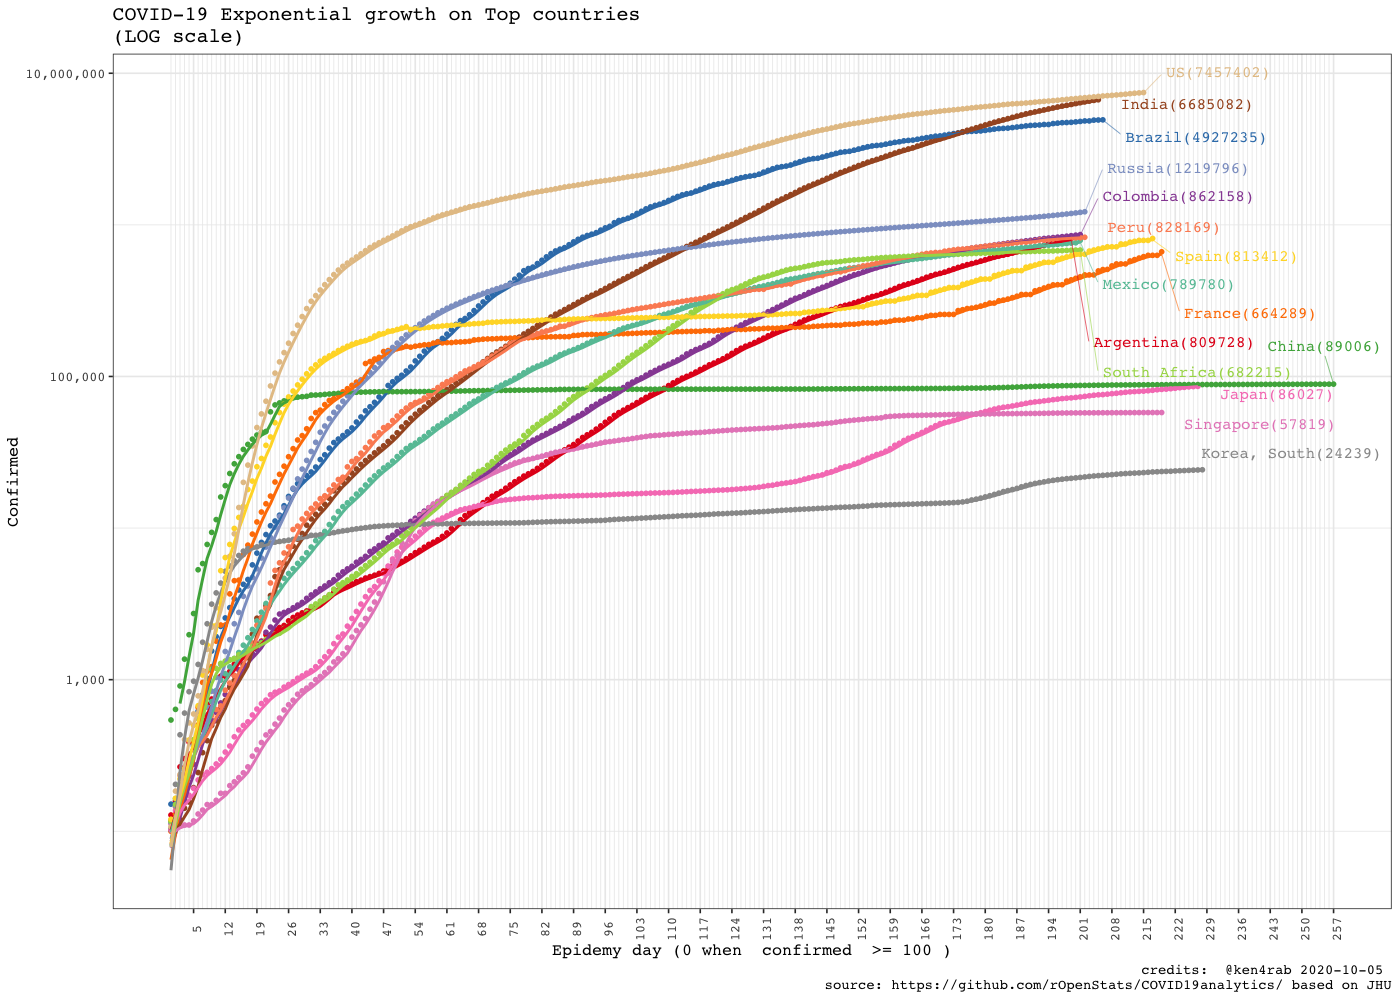 COVID-19 Exponential growth on Top countries
(LOG scale)
10,000,000
100,000
1,000
Confirmed
US(7457402)
India(6685082)
Brazil(4927235)
Russia(1219796)
Colombia(862158)
Peru(828169)
Spain(813412)
Mexico(789780)
France(664289)
Argentina(809728)
China(89006)
South Africa(682215)
Japan(86027)
Singapore(57819)
Korea, South(24239)
5 12 19 26 33 40 47 54 61 68 75 82 89 96 103 110 117 124 131 138 145 152 159 166 173 180 187 194 201 208 215 222 229 236 243 250 257
Epidemy day (0 when  confirmed  >= 100 )
credits:  @ken4rab 2020-10-05
source: https://github.com/rOpenStats/COVID19analytics/ based on JHU